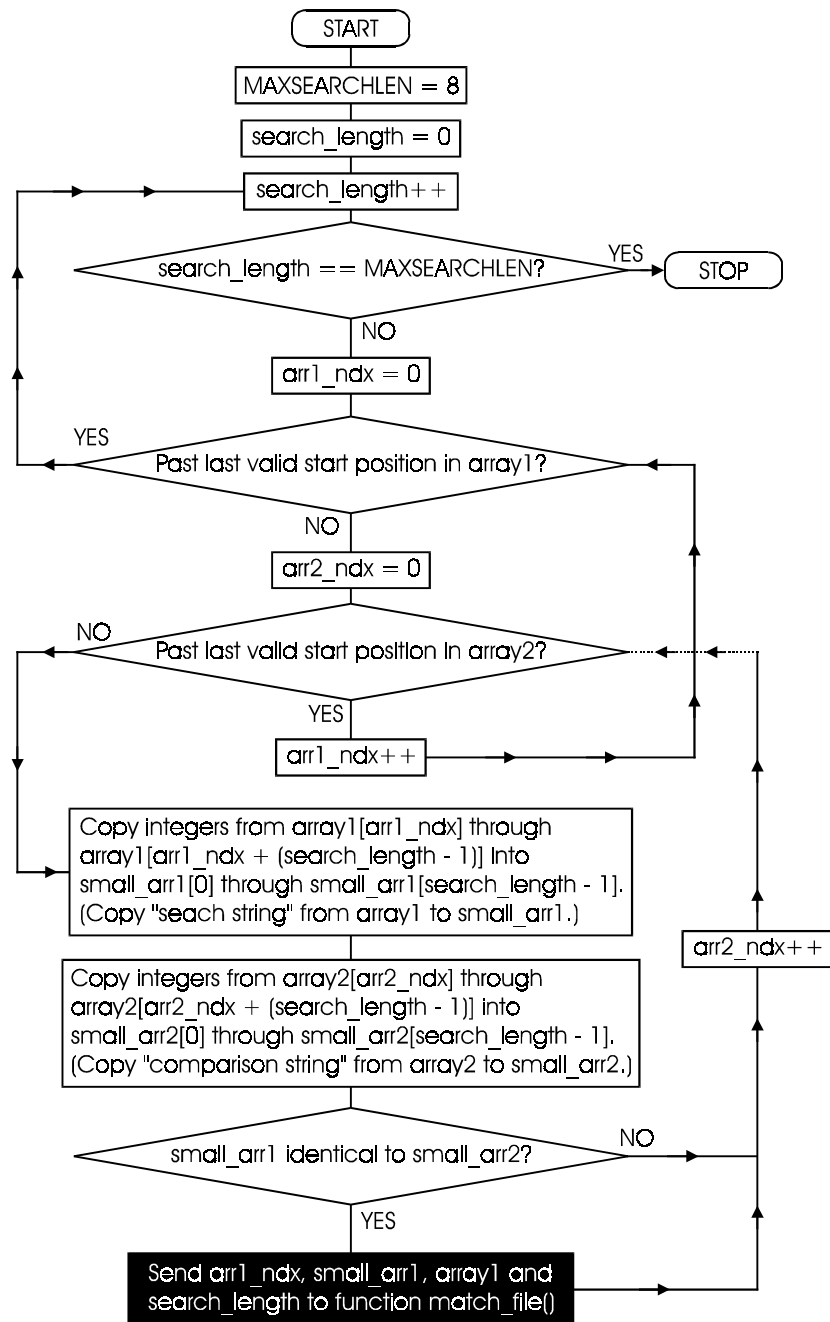 START
MAXSEARCHLEN = 8
search_length = 0
search_length++
search_length == MAXSEARCHLEN?
YES
STOP
NO
arr1_ndx = 0
YES
Past last valid start position in array1?
NO
arr2_ndx = 0
NO
Past last valid start position in array2?
YES
arr1_ndx++
Copy integers from array1[arr1_ndx] through
array1[arr1_ndx + (search_length - 1)] into
small_arr1[0] through small_arr1[search_length - 1].
(Copy "seach string" from array1 to small_arr1.)
arr2_ndx++
Copy integers from array2[arr2_ndx] through
array2[arr2_ndx + (search_length - 1)] into
small_arr2[0] through small_arr2[search_length - 1].
(Copy "comparison string" from array2 to small_arr2.)
small_arr1 identical to small_arr2?
NO
YES
Send arr1_ndx, small_arr1, array1 and
search_length to function match_file()